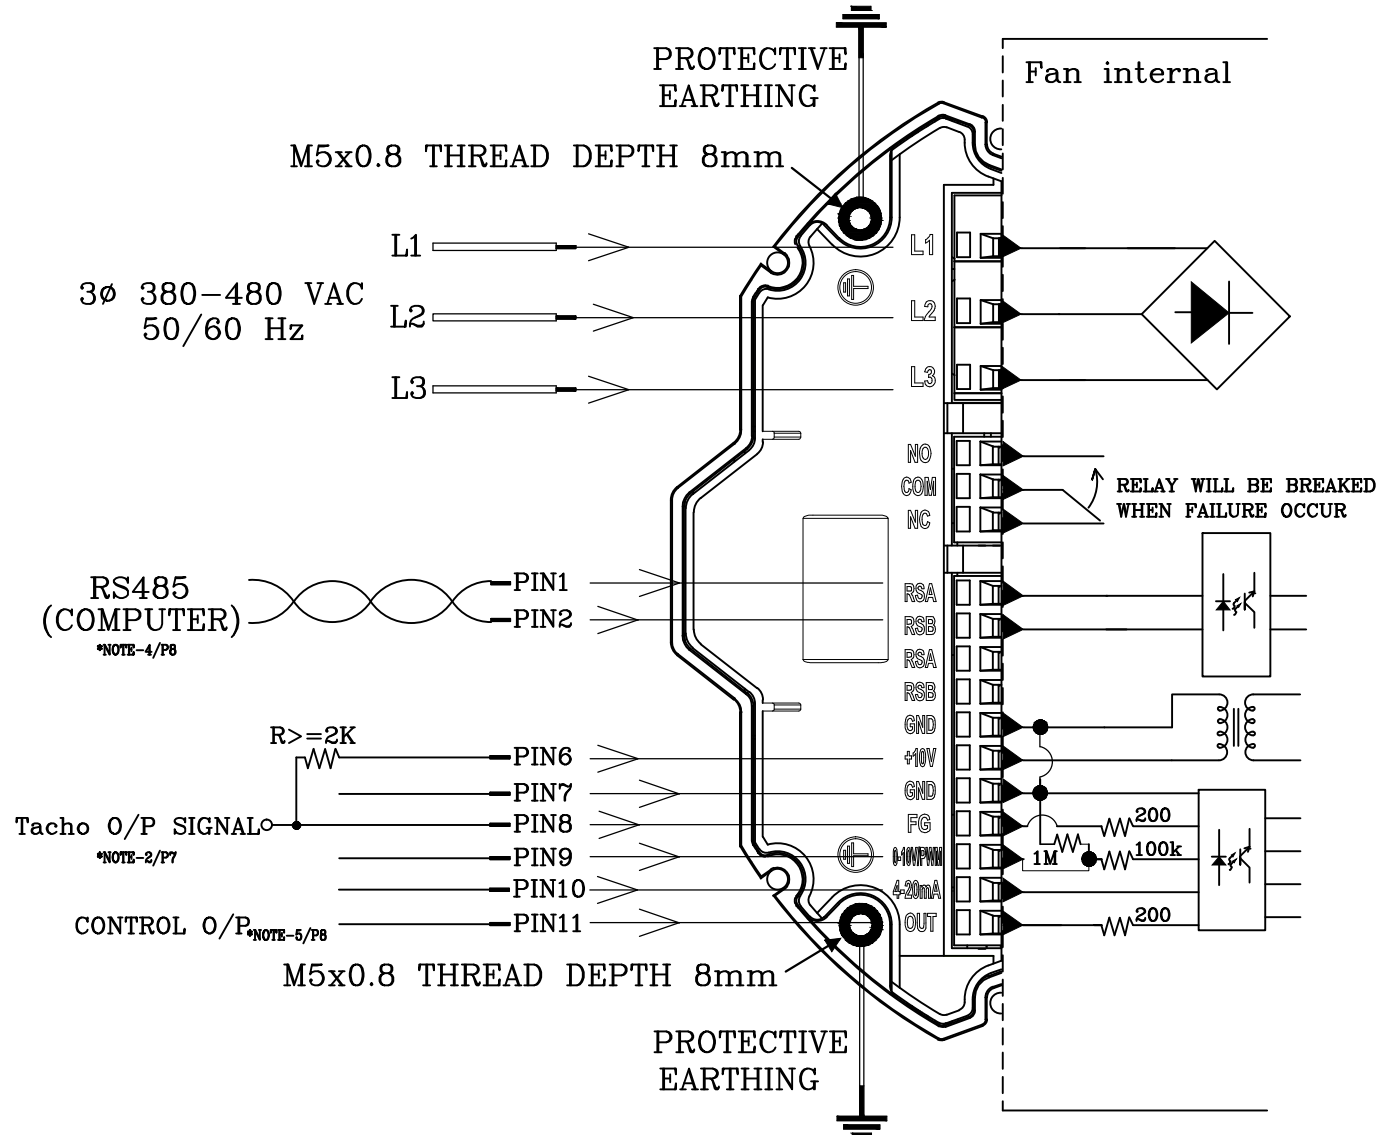 PROTECTIVE
EARTHING
Fan internal
M5x0.8 THREAD DEPTH 8mm
L1
L1
3ø 380-480 VAC
50/60 Hz
L2
L2
L3
L3
NO
COM
NC
RELAY WILL BE BREAKED
WHEN FAILURE OCCUR
RS485
(COMPUTER)
*NOTE-4/P8
PIN1
PIN2
RSA
RSB
RSA
RSB
GND
+10V
GND
FG
0-10V/PWM
4-20mA
OUT
R>=2K
PIN6
PIN7
Tacho O/P SIGNAL
*NOTE-2/P7
PIN8
PIN9
PIN10
CONTROL O/P *NOTE-5/P8
PIN11
200
1M
100k
200
M5x0.8 THREAD DEPTH 8mm
PROTECTIVE
EARTHING